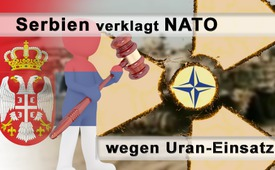 Serbien verklagt NATO
wegen Uran-Einsatz